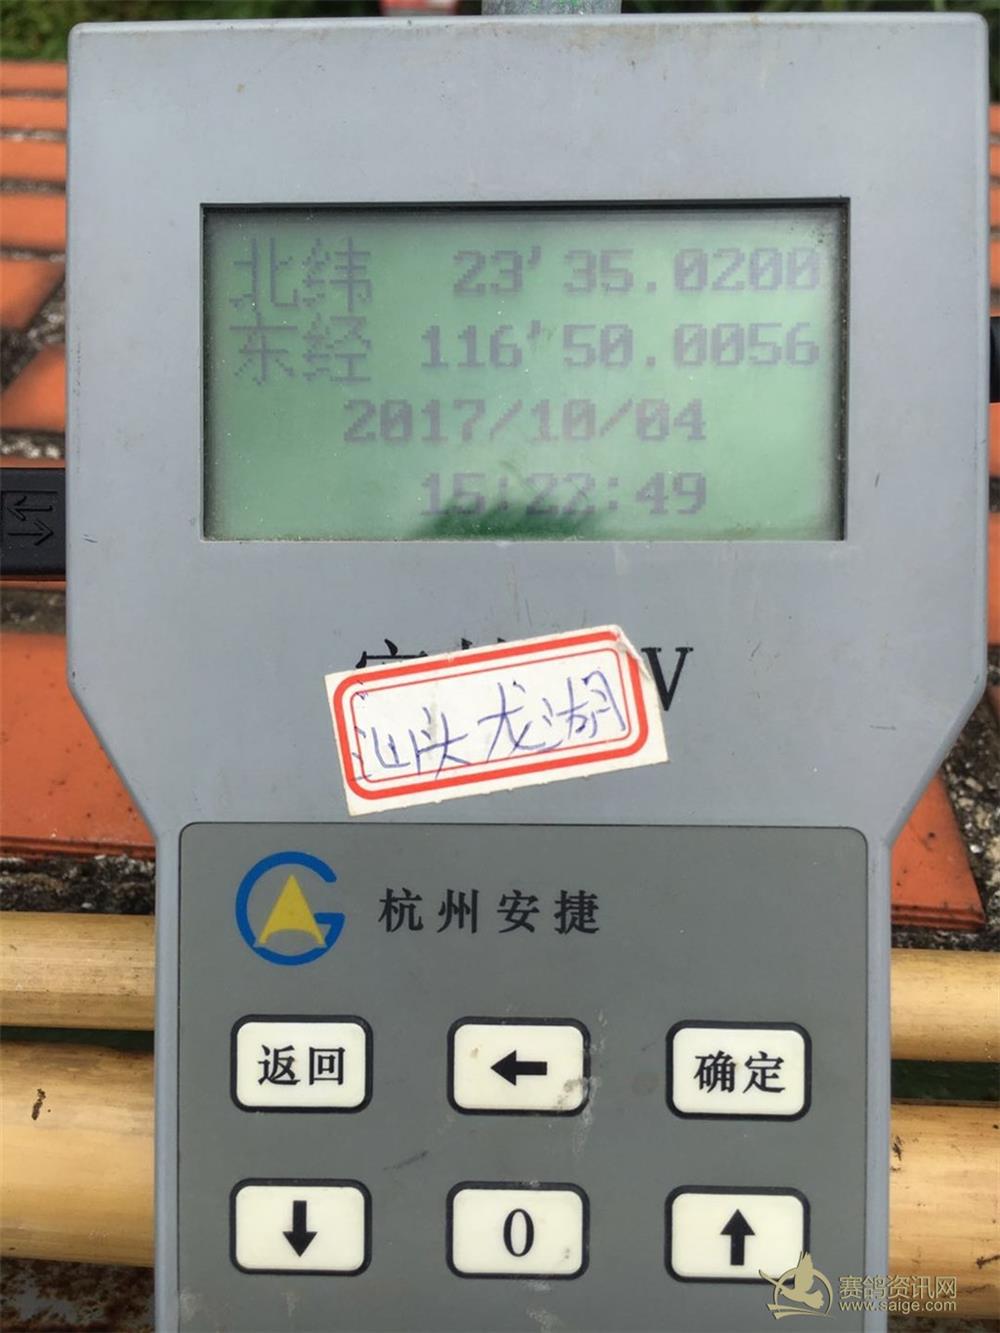 北纬 23'35.0200
东经 116'50.0056
2017/10/04
15:22:49
V
汕头龙湖
杭州安捷
返回 ← 确定
↓ 0 ↑
赛鸽资讯网
www.saige.com